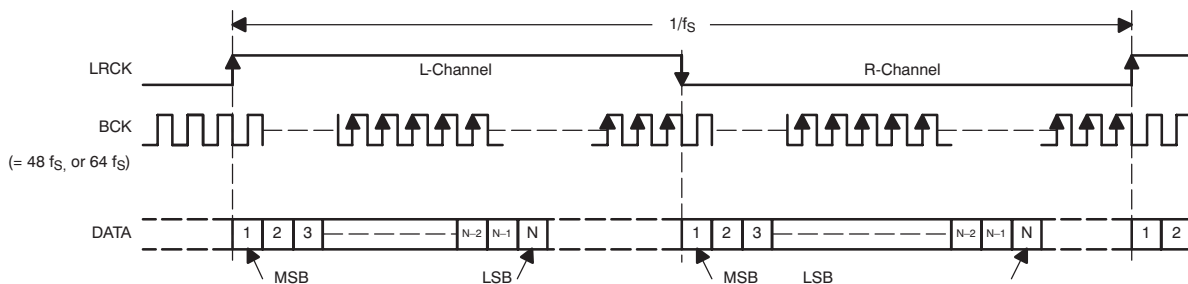 1/fS
LRCK
L-Channel
R-Channel
BCK
(= 48 fS, or 64 fS)
DATA
1 2 3 N–2 N–1 N 1 2 3 N–2 N–1 N 1 2
MSB LSB MSB LSB